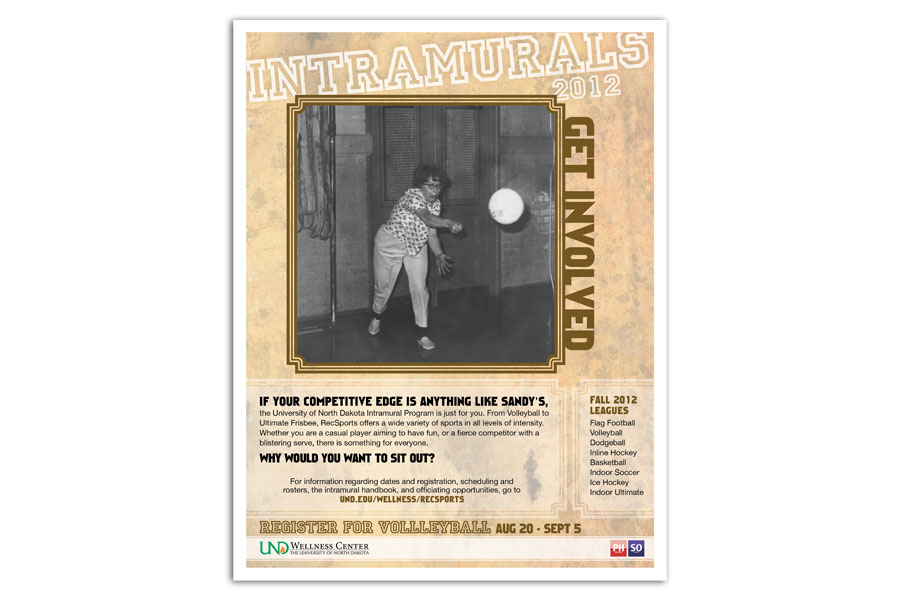 INTRAMURALS
2012
GET INVOLVED
IF YOUR COMPETITIVE EDGE IS ANYTHING LIKE SANDY'S,
the University of North Dakota Intramural Program is just for you. From Volleyball to
Ultimate Frisbee, RecSports offers a wide variety of sports in all levels of intensity.
Whether you are a casual player aiming to have fun, or a fierce competitor with a
blistering serve, there is something for everyone.
WHY WOULD YOU WANT TO SIT OUT?
For information regarding dates and registration, scheduling and
rosters, the intramural handbook, and officiating opportunities, go to
UND.EDU/WELLNESS/RECSPORTS
FALL 2012
LEAGUES
Flag Football
Volleyball
Dodgeball
Inline Hockey
Basketball
Indoor Soccer
Ice Hockey
Indoor Ultimate
REGISTER FOR VOLLLEYBALL AUG 20 - SEPT 5
UND WELLNESS CENTER
THE UNIVERSITY OF NORTH DAKOTA
PH SO